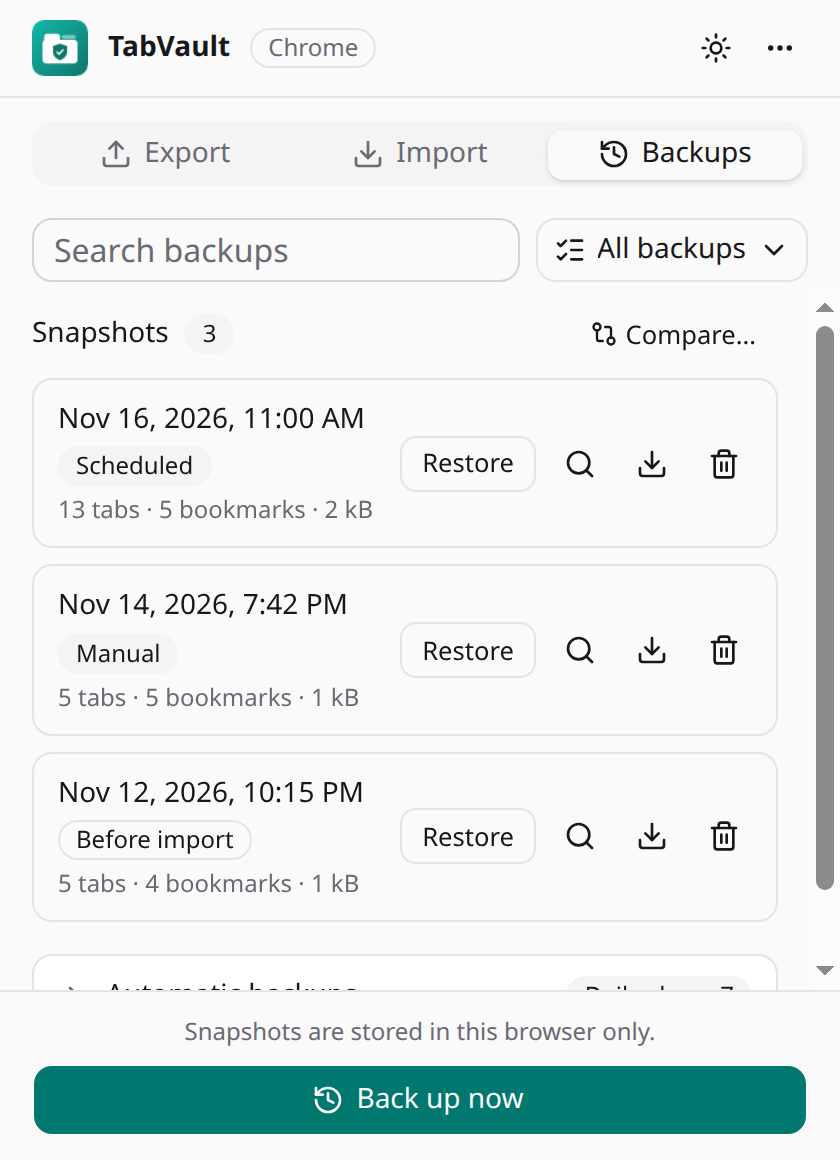 TabVault Chrome
Export Import Backups
Search backups All backups
Snapshots 3 Compare...
Nov 16, 2026, 11:00 AM
Scheduled
13 tabs · 5 bookmarks · 2 kB
Restore
Nov 14, 2026, 7:42 PM
Manual
5 tabs · 5 bookmarks · 1 kB
Restore
Nov 12, 2026, 10:15 PM
Before import
5 tabs · 4 bookmarks · 1 kB
Restore
Automatic backups
Snapshots are stored in this browser only.
Back up now